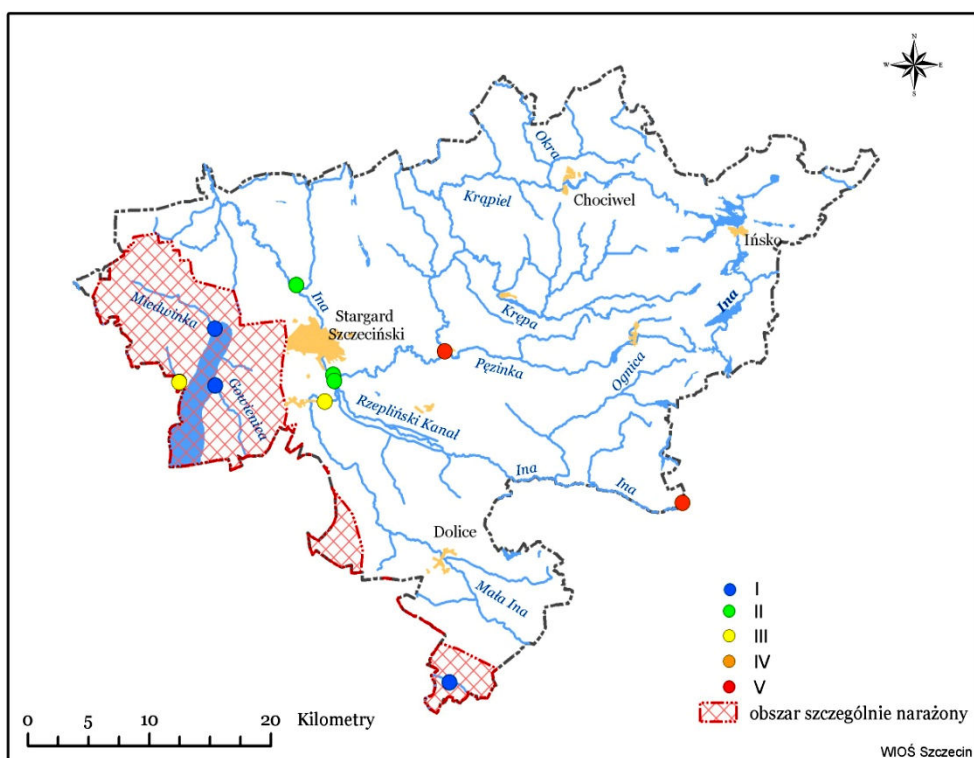 N
W E
S
Okra
Krąpiel
Chociwel
Ińsko
Ina
Miedwinka
Ina
Stargard
Szczeciński
Krępa
Pęzinka
Ognica
Gowienica
Rzepliński Kanał
Ina
Ina
Dolice
Mała Ina
I
II
III
IV
V
obszar szczególnie narażony
0 5 10 20 Kilometry
WIOŚ Szczecin